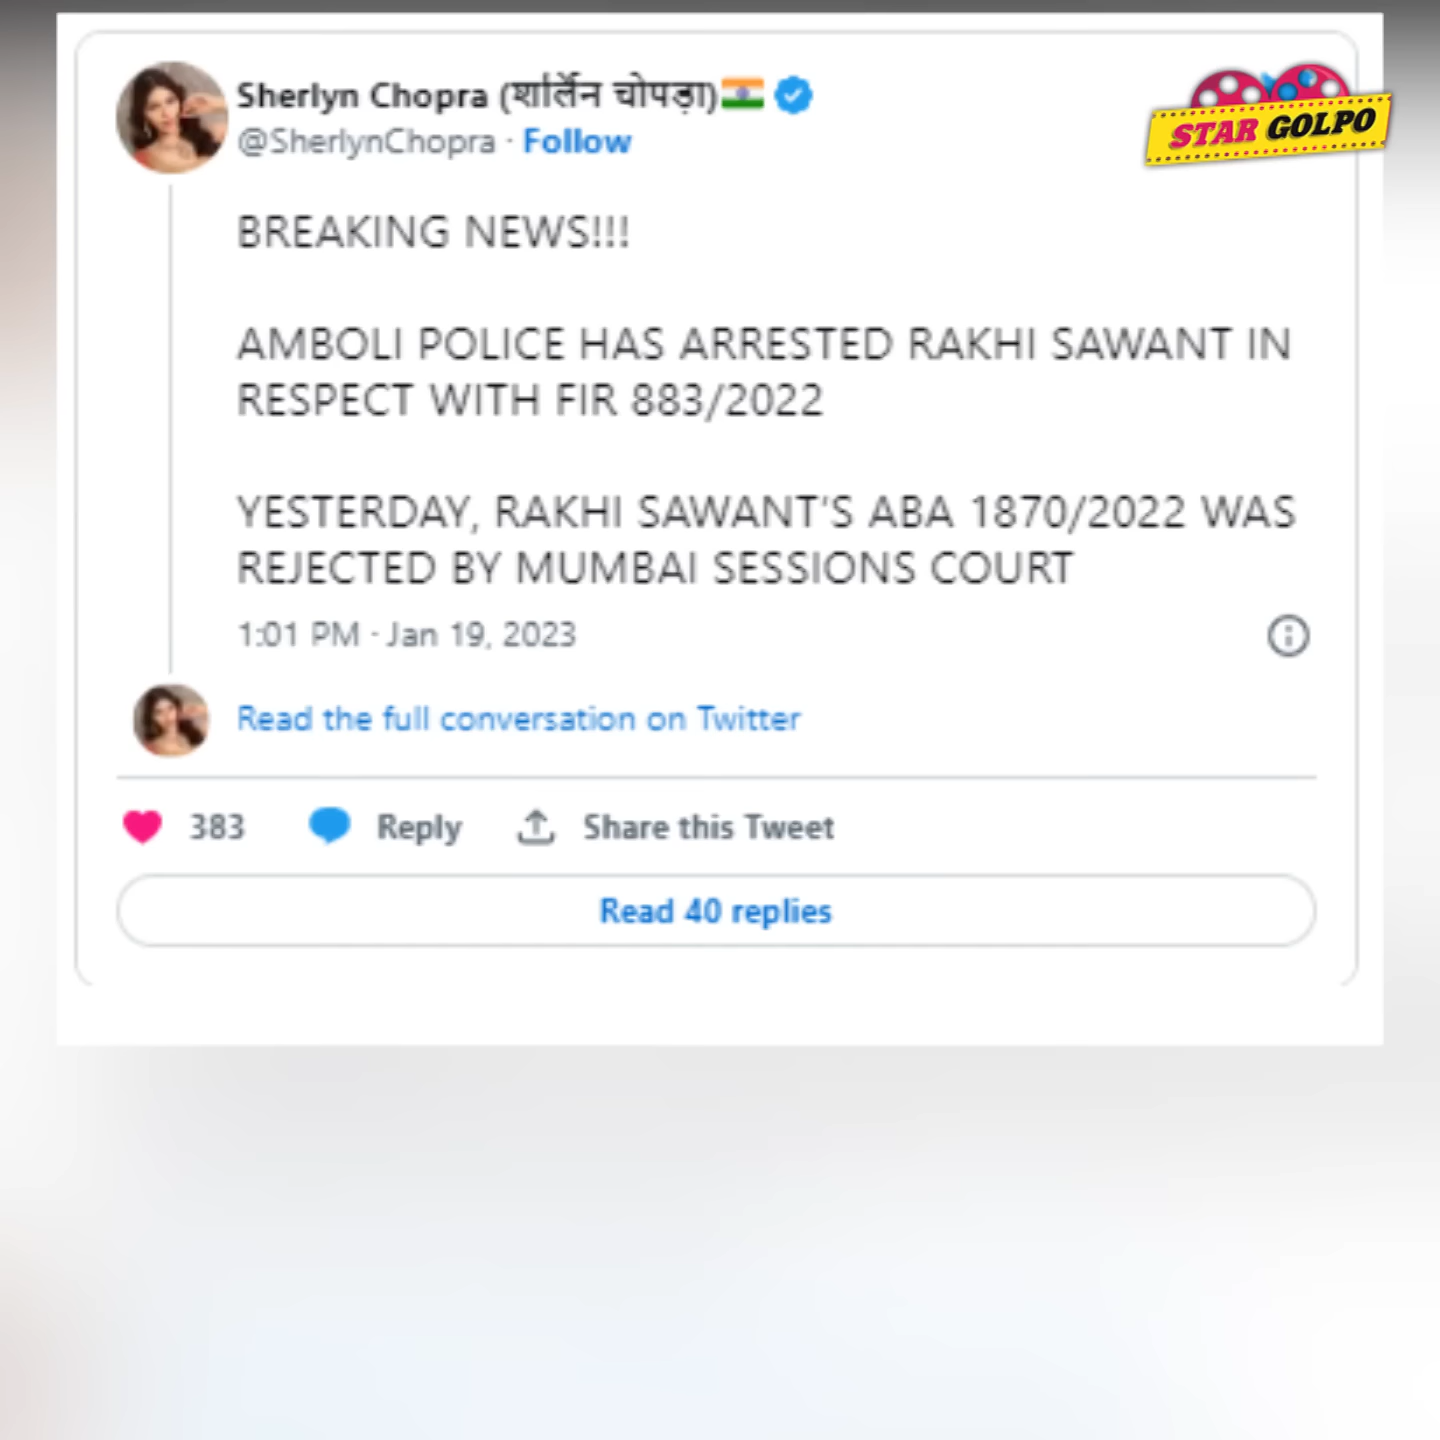 Sherlyn Chopra (शर्लिन चोपड़ा)🇮🇳
@SherlynChopra · Follow
STAR GOLPO
BREAKING NEWS!!!
AMBOLI POLICE HAS ARRESTED RAKHI SAWANT IN
RESPECT WITH FIR 883/2022
YESTERDAY, RAKHI SAWANT'S ABA 1870/2022 WAS
REJECTED BY MUMBAI SESSIONS COURT
1:01 PM · Jan 19, 2023
Read the full conversation on Twitter
383 Reply Share this Tweet
Read 40 replies